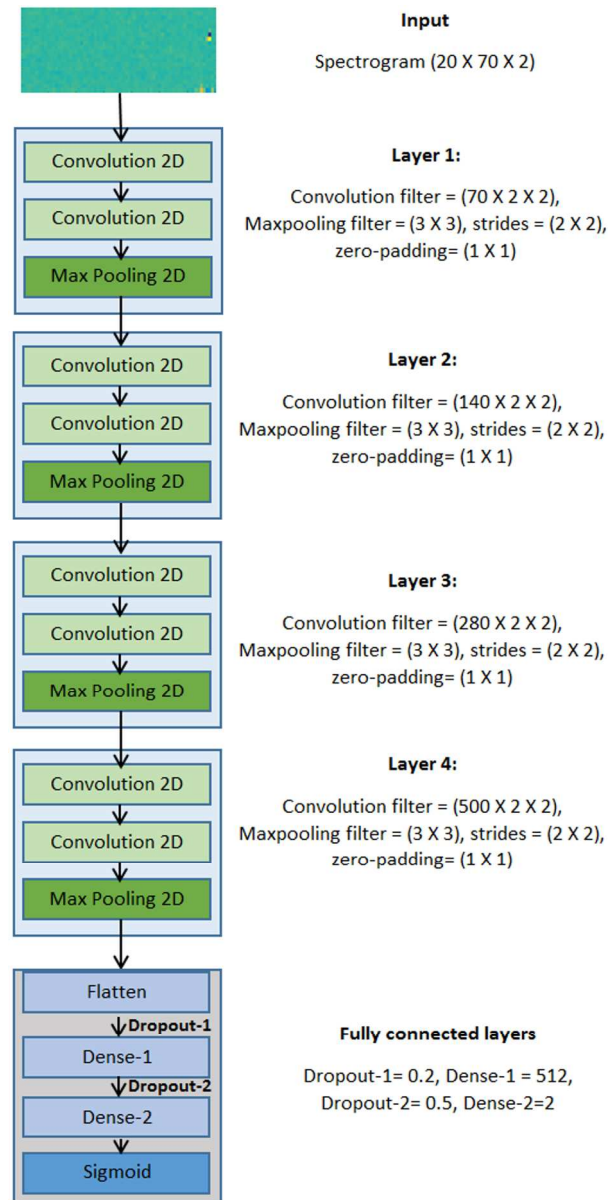 Input
Spectrogram (20 X 70 X 2)
Convolution 2D
Convolution 2D
Max Pooling 2D
Layer 1:
Convolution filter = (70 X 2 X 2),
Maxpooling filter = (3 X 3), strides = (2 X 2),
zero-padding= (1 X 1)
Convolution 2D
Convolution 2D
Max Pooling 2D
Layer 2:
Convolution filter = (140 X 2 X 2),
Maxpooling filter = (3 X 3), strides = (2 X 2),
zero-padding= (1 X 1)
Convolution 2D
Convolution 2D
Max Pooling 2D
Layer 3:
Convolution filter = (280 X 2 X 2),
Maxpooling filter = (3 X 3), strides = (2 X 2),
zero-padding= (1 X 1)
Convolution 2D
Convolution 2D
Max Pooling 2D
Layer 4:
Convolution filter = (500 X 2 X 2),
Maxpooling filter = (3 X 3), strides = (2 X 2),
zero-padding= (1 X 1)
Flatten
Dropout-1
Dense-1
Dropout-2
Dense-2
Sigmoid
Fully connected layers
Dropout-1= 0.2, Dense-1 = 512,
Dropout-2= 0.5, Dense-2=2